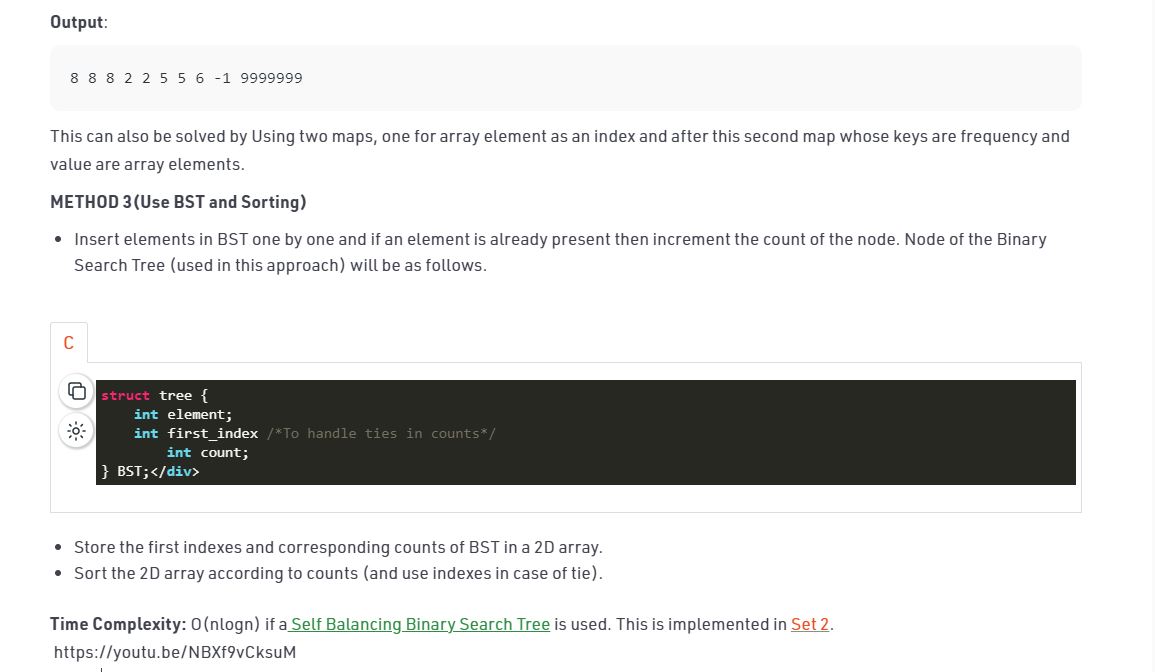 Output:
8 8 8 2 2 5 5 6 -1 9999999
This can also be solved by Using two maps, one for array element as an index and after this second map whose keys are frequency and
value are array elements.
METHOD 3(Use BST and Sorting)
• Insert elements in BST one by one and if an element is already present then increment the count of the node. Node of the Binary
Search Tree (used in this approach) will be as follows.
C
struct tree {
    int element;
    int first_index /*To handle ties in counts*/
        int count;
} BST;</div>
• Store the first indexes and corresponding counts of BST in a 2D array.
• Sort the 2D array according to counts (and use indexes in case of tie).
Time Complexity: O(nlogn) if a Self Balancing Binary Search Tree is used. This is implemented in Set 2.
https://youtu.be/NBXf9vCksuM